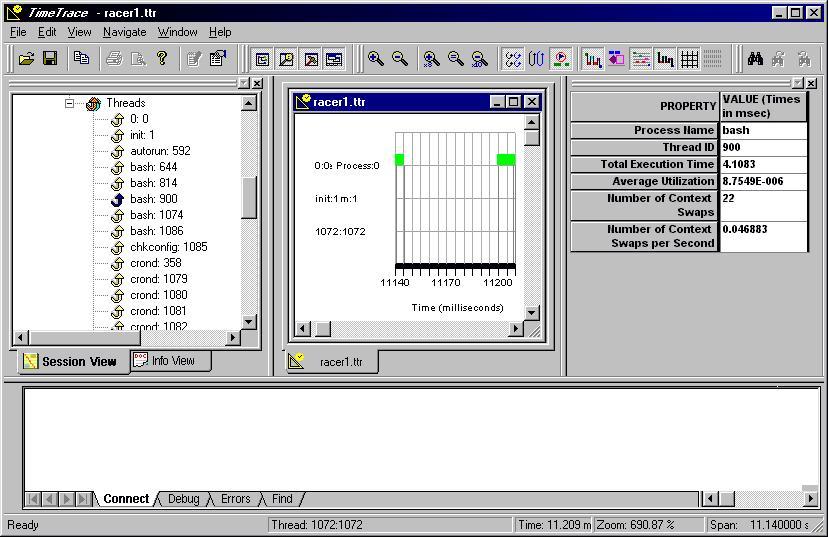 TimeTrace - racer1.ttr
File Edit View Navigate Window Help
Threads
0: 0
init: 1
autorun: 592
bash: 644
bash: 814
bash: 900
bash: 1074
bash: 1086
chkconfig: 1085
crond: 358
crond: 1079
crond: 1080
crond: 1081
crond: 1082
Session View
Info View
racer1.ttr
0:0: Process:0
init:1 m:1
1072:1072
11140 11170 11200
Time (milliseconds)
racer1.ttr
PROPERTY VALUE (Times in msec)
Process Name bash
Thread ID 900
Total Execution Time 4.1083
Average Utilization 8.7549E-006
Number of Context Swaps 22
Number of Context Swaps per Second 0.046883
Connect Debug Errors Find
Ready Thread: 1072:1072 Time: 11.209 m Zoom: 690.87 % Span: 11.140000 s